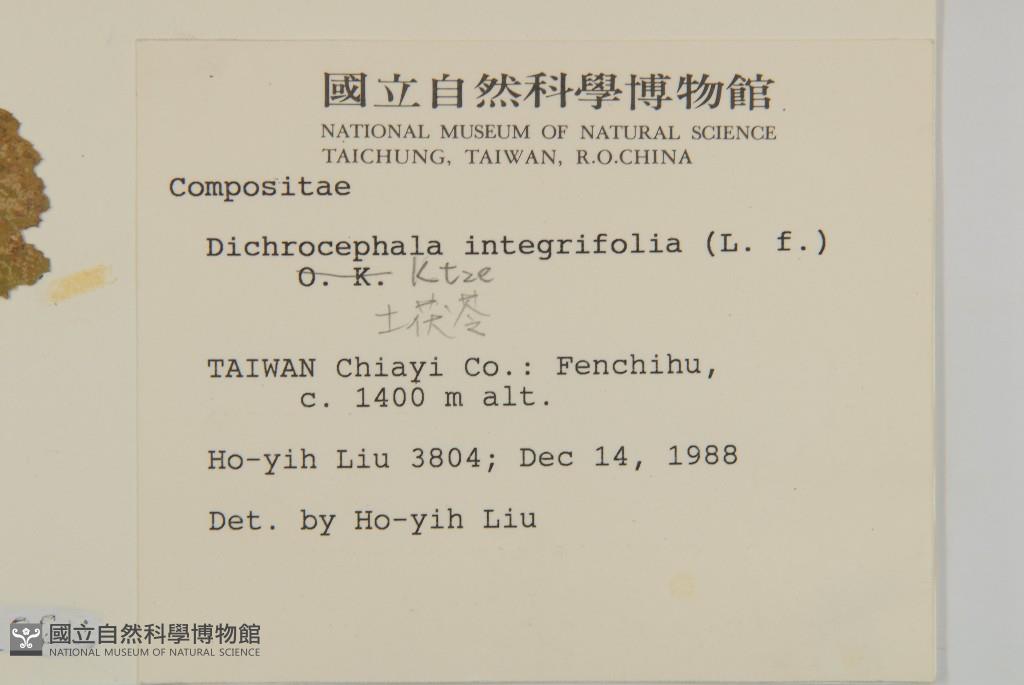 國立自然科學博物館
NATIONAL MUSEUM OF NATURAL SCIENCE
TAICHUNG, TAIWAN, R.O.CHINA
Compositae
Dichrocephala integrifolia (L. f.)
O. K. Ktze
土茯苓
TAIWAN Chiayi Co.: Fenchihu,
c. 1400 m alt.
Ho-yih Liu 3804; Dec 14, 1988
Det. by Ho-yih Liu
國立自然科學博物館
NATIONAL MUSEUM OF NATURAL SCIENCE